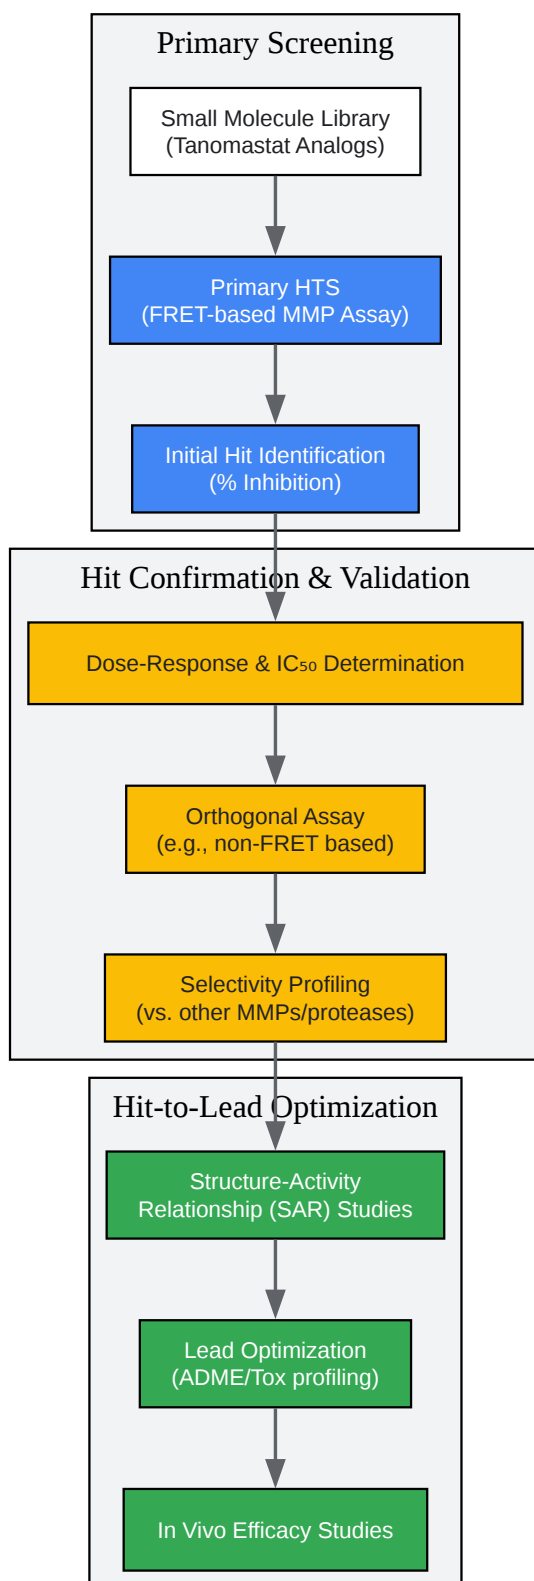 Primary Screening
Small Molecule Library
(Tanomastat Analogs)
Primary HTS
(FRET-based MMP Assay)
Initial Hit Identification
(% Inhibition)
Hit Confirmation & Validation
Dose-Response & IC₅₀ Determination
Orthogonal Assay
(e.g., non-FRET based)
Selectivity Profiling
(vs. other MMPs/proteases)
Hit-to-Lead Optimization
Structure-Activity
Relationship (SAR) Studies
Lead Optimization
(ADME/Tox profiling)
In Vivo Efficacy Studies